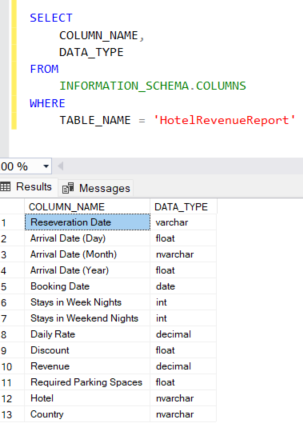 SELECT
COLUMN_NAME,
DATA_TYPE
FROM
INFORMATION_SCHEMA.COLUMNS
WHERE
TABLE_NAME = 'HotelRevenueReport'
00 %
Results Messages
COLUMN_NAME DATA_TYPE
1 Reseveration Date varchar
2 Arrival Date (Day) float
3 Arrival Date (Month) nvarchar
4 Arrival Date (Year) float
5 Booking Date date
6 Stays in Week Nights int
7 Stays in Weekend Nights int
8 Daily Rate decimal
9 Discount float
10 Revenue decimal
11 Required Parking Spaces float
12 Hotel nvarchar
13 Country nvarchar